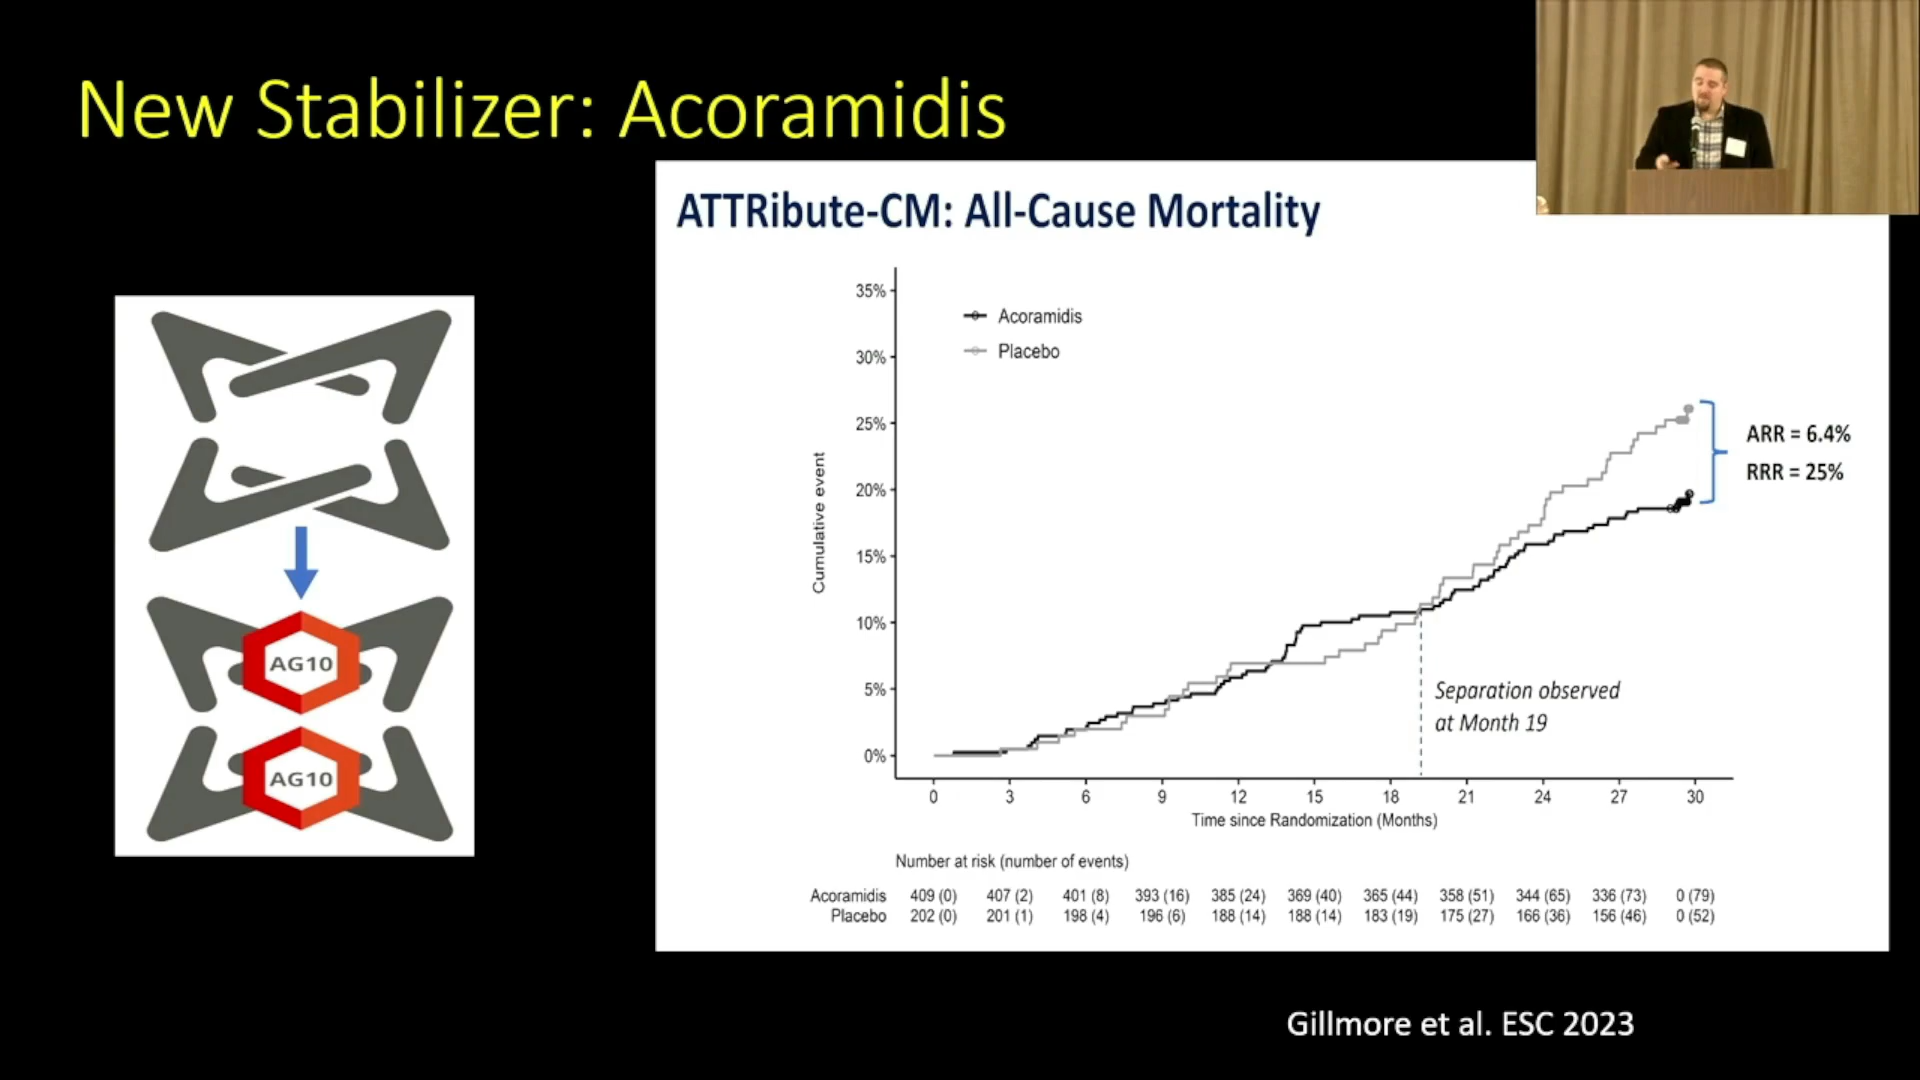 New Stabilizer: Acoramidis
ATTRibute-CM: All-Cause Mortality
AG10
AG10
Cumulative event
35%
30%
25%
20%
15%
10%
5%
0%
Acoramidis
Placebo
ARR = 6.4%
RRR = 25%
Separation observed
at Month 19
0 3 6 9 12 15 18 21 24 27 30
Time since Randomization (Months)
Number at risk (number of events)
Acoramidis 409 (0) 407 (2) 401 (8) 393 (16) 385 (24) 369 (40) 365 (44) 358 (51) 344 (65) 336 (73) 0 (79)
Placebo 202 (0) 201 (1) 198 (4) 196 (6) 188 (14) 188 (14) 183 (19) 175 (27) 166 (36) 156 (46) 0 (52)
Gillmore et al. ESC 2023